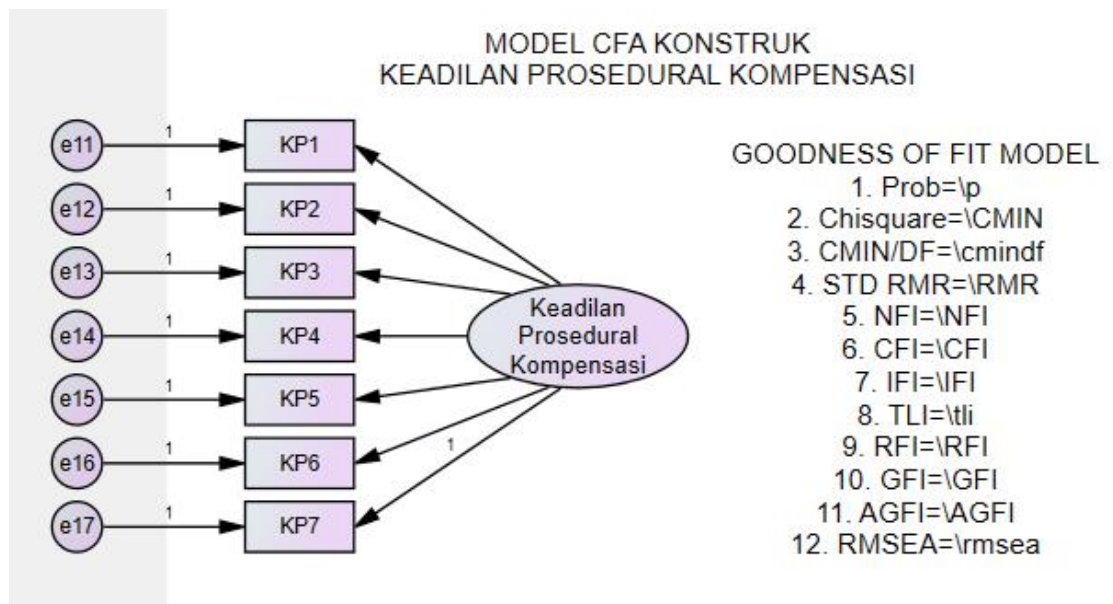 MODEL CFA KONSTRUK
KEADILAN PROSEDURAL KOMPENSASI
e11
1
KP1
e12
1
KP2
e13
1
KP3
e14
1
KP4
e15
1
KP5
e16
1
KP6
e17
1
KP7
1
Keadilan
Prosedural
Kompensasi
GOODNESS OF FIT MODEL
1. Prob=\p
2. Chisquare=\CMIN
3. CMIN/DF=\cmindf
4. STD RMR=\RMR
5. NFI=\NFI
6. CFI=\CFI
7. IFI=\IFI
8. TLI=\tli
9. RFI=\RFI
10. GFI=\GFI
11. AGFI=\AGFI
12. RMSEA=\rmsea